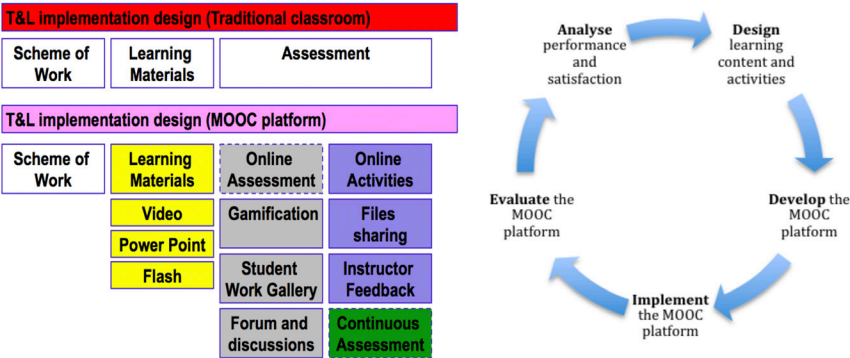 T&L implementation design (Traditional classroom)
Scheme of
Work
Learning
Materials
Assessment
T&L implementation design (MOOC platform)
Scheme of
Work
Learning
Materials
Online
Assessment
Online
Activities
Video
Power Point
Flash
Gamification
Files
sharing
Student
Work Gallery
Instructor
Feedback
Forum and
discussions
Continuous
Assessment
Analyse
performance
and
satisfaction
Design
learning
content and
activities
Develop the
MOOC
platform
Implement
the MOOC
platform
Evaluate the
MOOC
platform